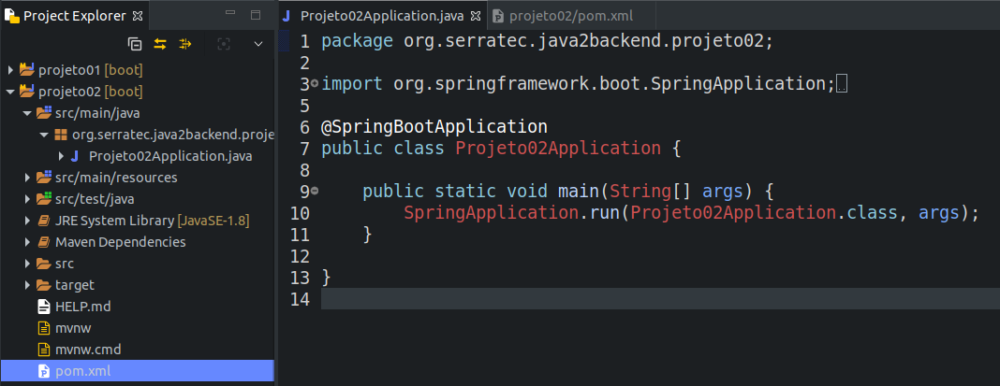 Project Explorer
projeto01 [boot]
projeto02 [boot]
src/main/java
org.serratec.java2backend.proje
Projeto02Application.java
src/main/resources
src/test/java
JRE System Library [JavaSE-1.8]
Maven Dependencies
src
target
HELP.md
mvnw
mvnw.cmd
pom.xml
Projeto02Application.java
projeto02/pom.xml
1 package org.serratec.java2backend.projeto02;
2
3 import org.springframework.boot.SpringApplication;
5
6 @SpringBootApplication
7 public class Projeto02Application {
8
9     public static void main(String[] args) {
10         SpringApplication.run(Projeto02Application.class, args);
11     }
12
13 }
14